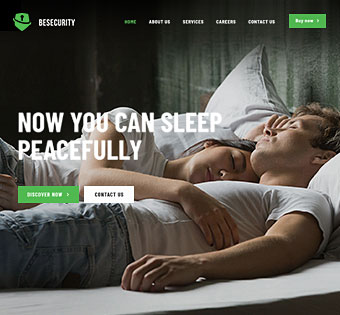 BESECURITY
HOME ABOUT US SERVICES CAREERS CONTACT US Buy now
NOW YOU CAN SLEEP
PEACEFULLY
DISCOVER NOW CONTACT US